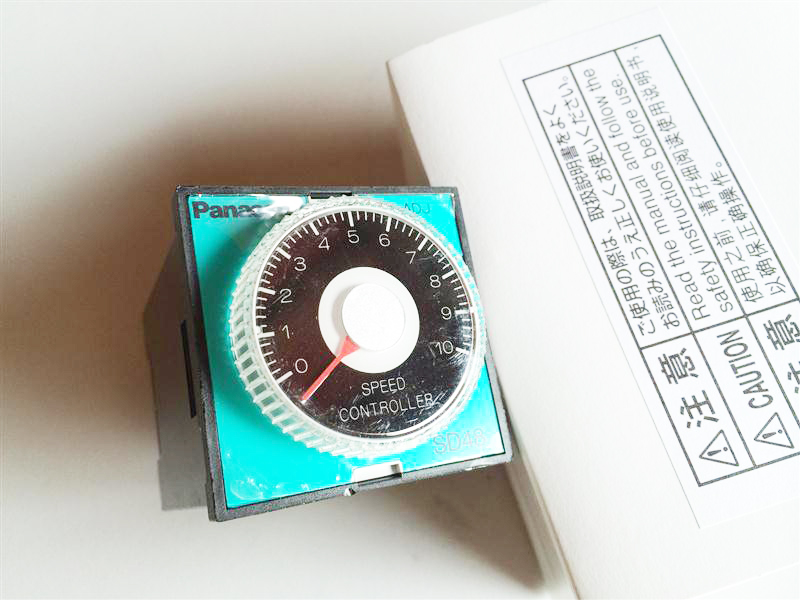 Panasonic
ADJ
0
1
2
3
4
5
6
7
8
9
10
SPEED
CONTROLLER
SD48
⚠注意
ご使用の際は、取扱説明書をよく
お読みのうえ正しくお使いください。
⚠CAUTION
Read the manual and follow the
safety instructions before use.
⚠注
使用之前，请仔细阅读使用说明书，
以确保正确操作。